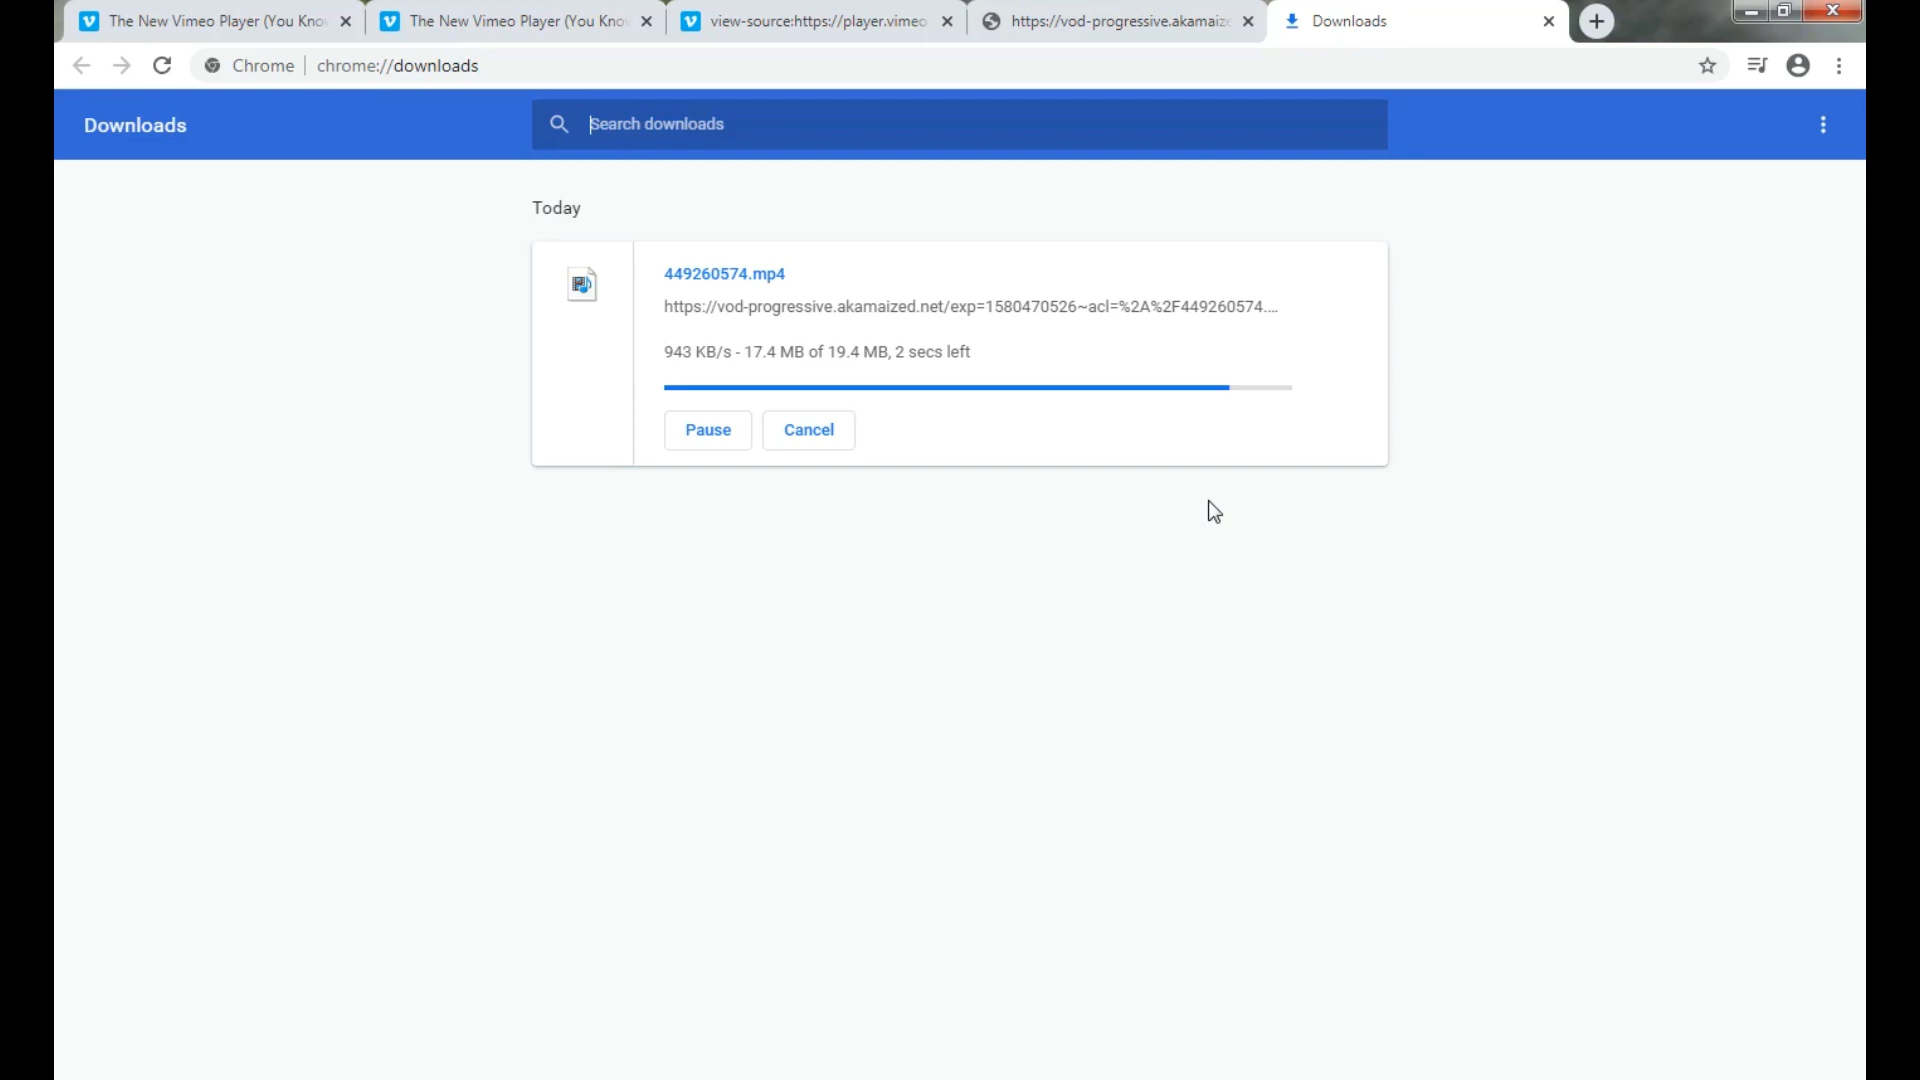 The New Vimeo Player (You Kno
The New Vimeo Player (You Kno
view-source:https://player.vimeo
https://vod-progressive.akamaize
Downloads
Chrome
chrome://downloads
Downloads
Search downloads
Today
449260574.mp4
https://vod-progressive.akamaized.net/exp=1580470526~acl=%2A%2F449260574....
943 KB/s - 17.4 MB of 19.4 MB, 2 secs left
Pause
Cancel